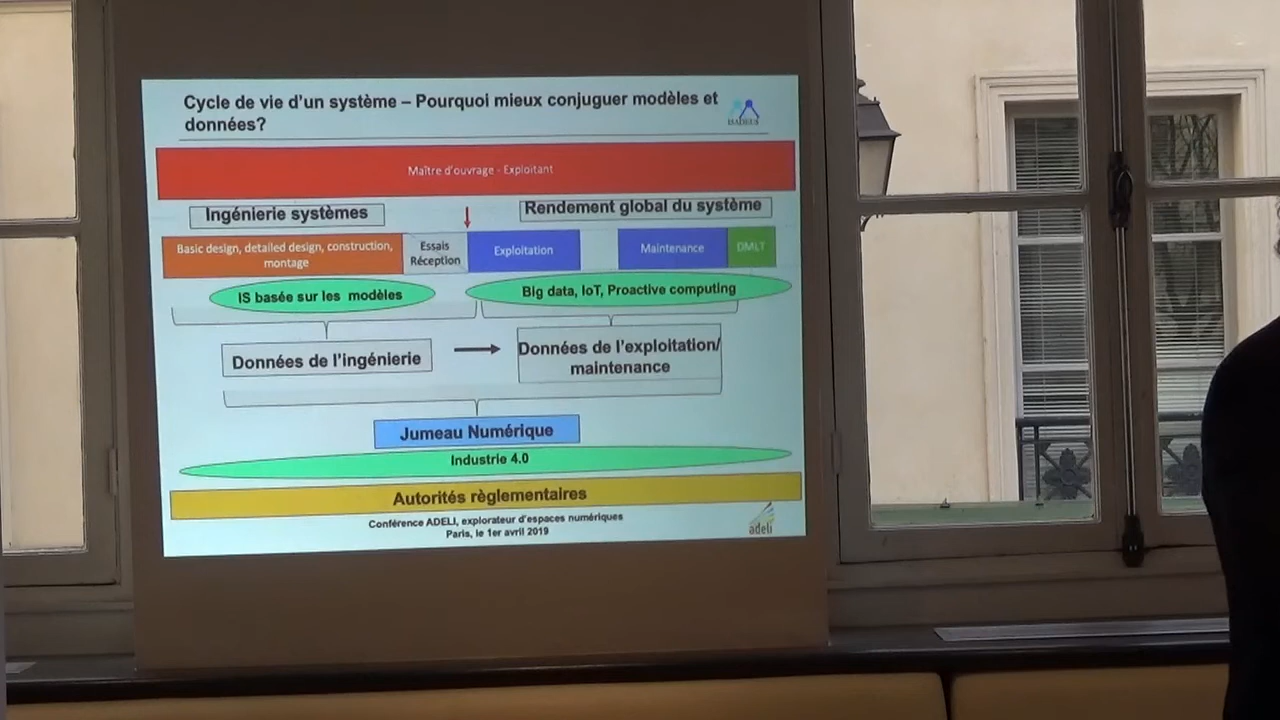 Cycle de vie d'un système – Pourquoi mieux conjuguer modèles et
données?
ISADEUS
Maître d'ouvrage - Exploitant
Ingénierie systèmes
Rendement global du système
Basic design, detailed design, construction,
montage
Essais
Réception
Exploitation
Maintenance
DMLT
IS basée sur les modèles
Big data, IoT, Proactive computing
Données de l'ingénierie
Données de l'exploitation/
maintenance
Jumeau Numérique
Industrie 4.0
Autorités règlementaires
Conférence ADELI, explorateur d'espaces numériques
Paris, le 1er avril 2019
adeli